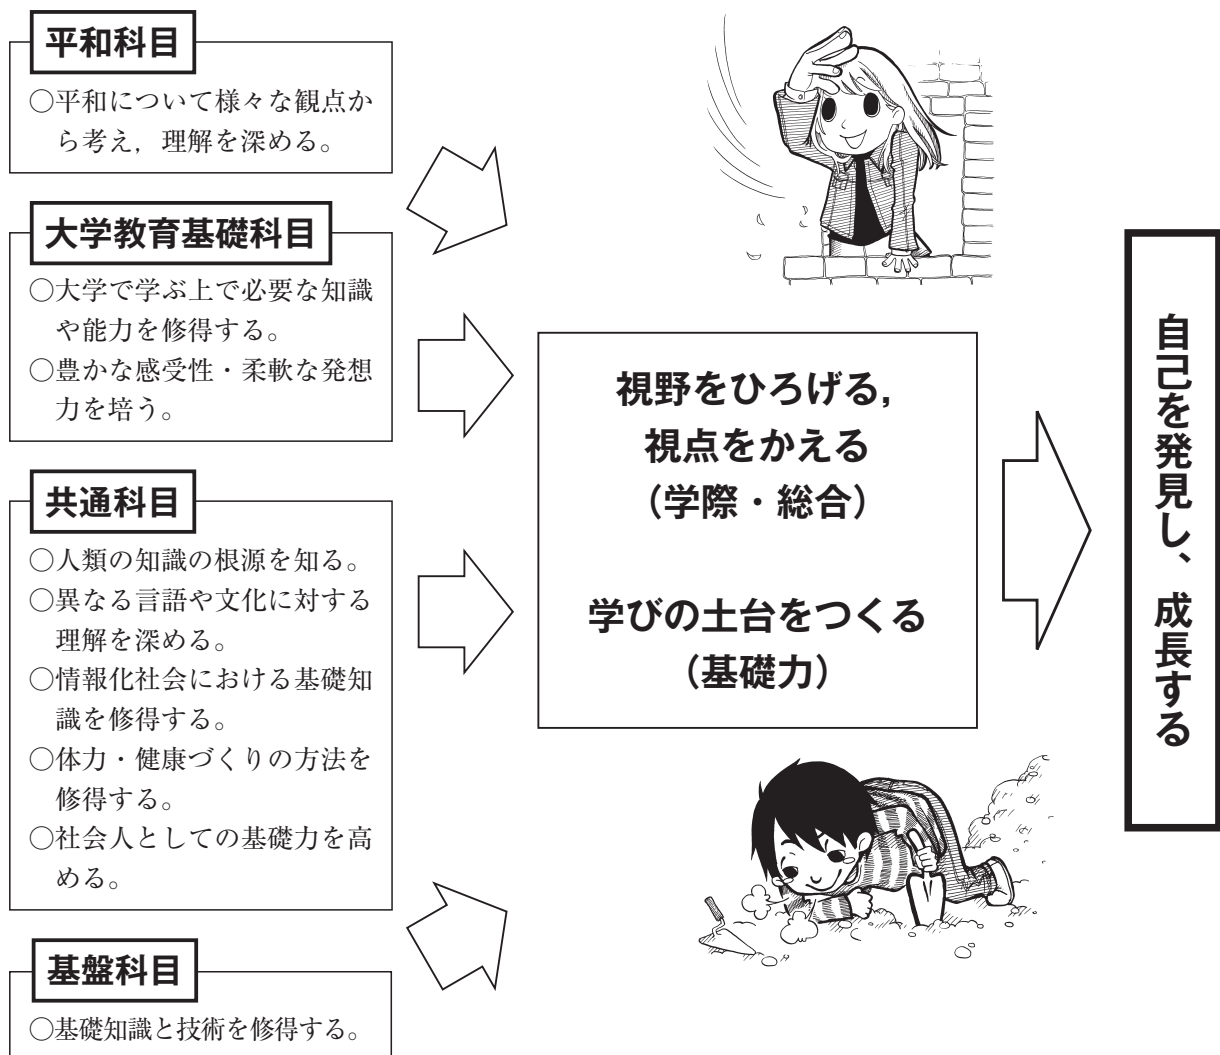 平和科目
○平和について様々な観点か
ら考え，理解を深める。
大学教育基礎科目
○大学で学ぶ上で必要な知識
や能力を修得する。
○豊かな感受性・柔軟な発想
力を培う。
共通科目
○人類の知識の根源を知る。
○異なる言語や文化に対する
理解を深める。
○情報化社会における基礎知
識を修得する。
○体力・健康づくりの方法を
修得する。
○社会人としての基礎力を高
める。
基盤科目
○基礎知識と技術を修得する。
視野をひろげる，
視点をかえる
（学際・総合）
学びの土台をつくる
（基礎力）
自己を発見し、成長する